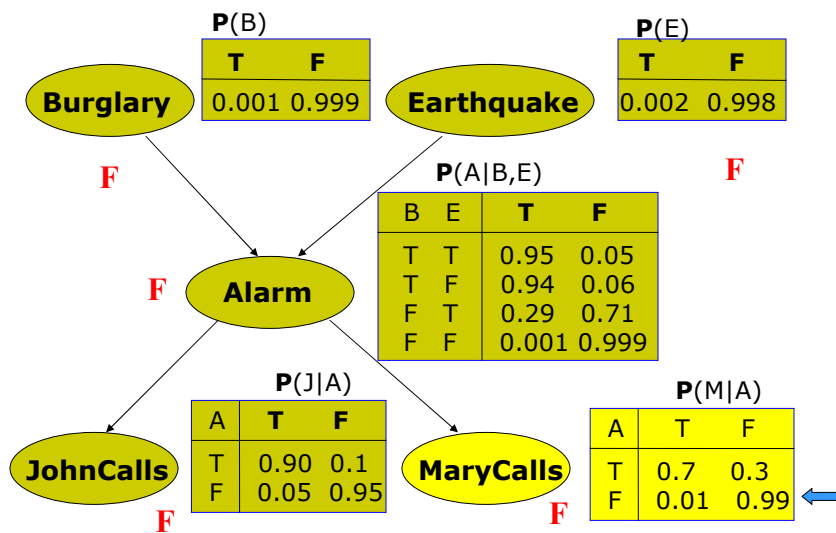 P(B)
T F
0.001 0.999
Burglary
P(E)
T F
0.002 0.998
Earthquake
F
F
P(A|B,E)
B E T F
T T 0.95 0.05
T F 0.94 0.06
F T 0.29 0.71
F F 0.001 0.999
F
Alarm
P(J|A)
A T F
T 0.90 0.1
F 0.05 0.95
JohnCalls
F
P(M|A)
A T F
T 0.7 0.3
F 0.01 0.99
MaryCalls
F